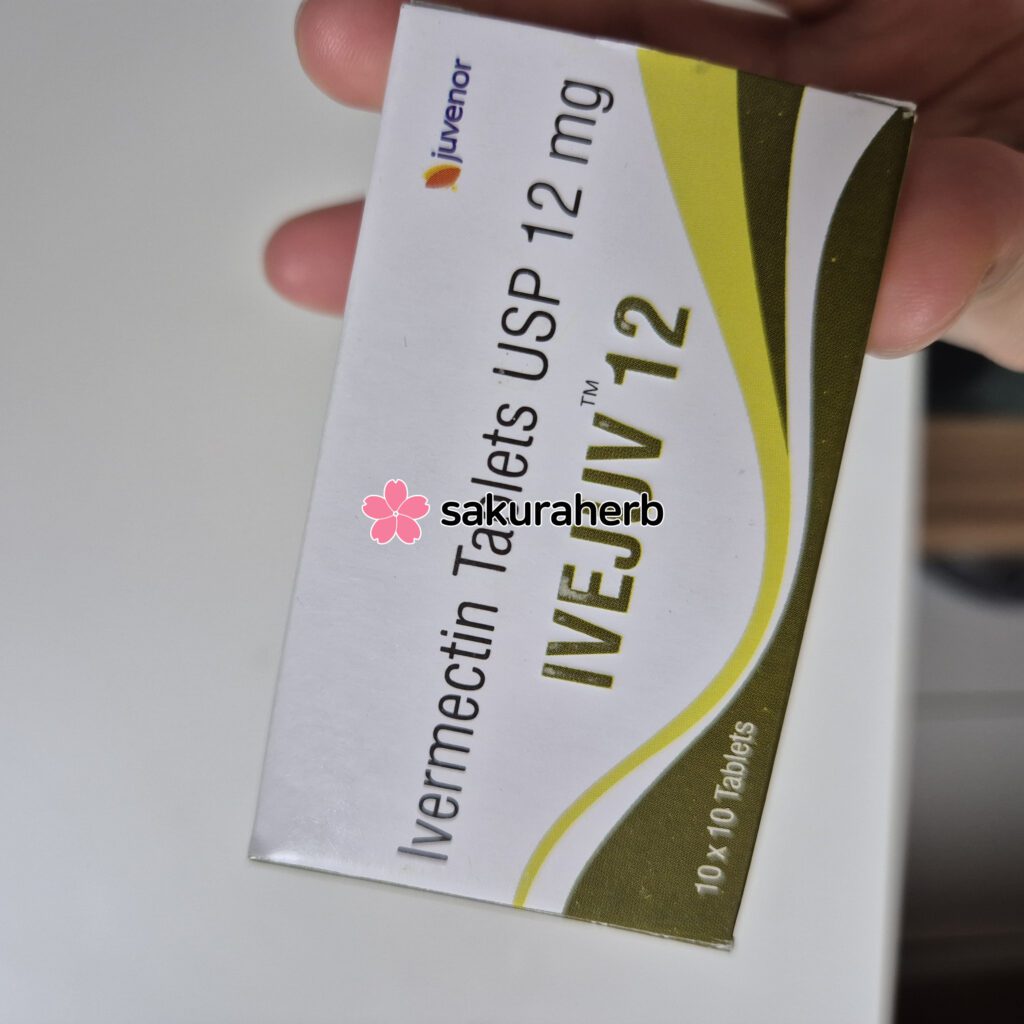 juvenor
Ivermectin Tablets USP 12 mg
IVEJUV™ 12
10 x 10 Tablets
sakuraherb